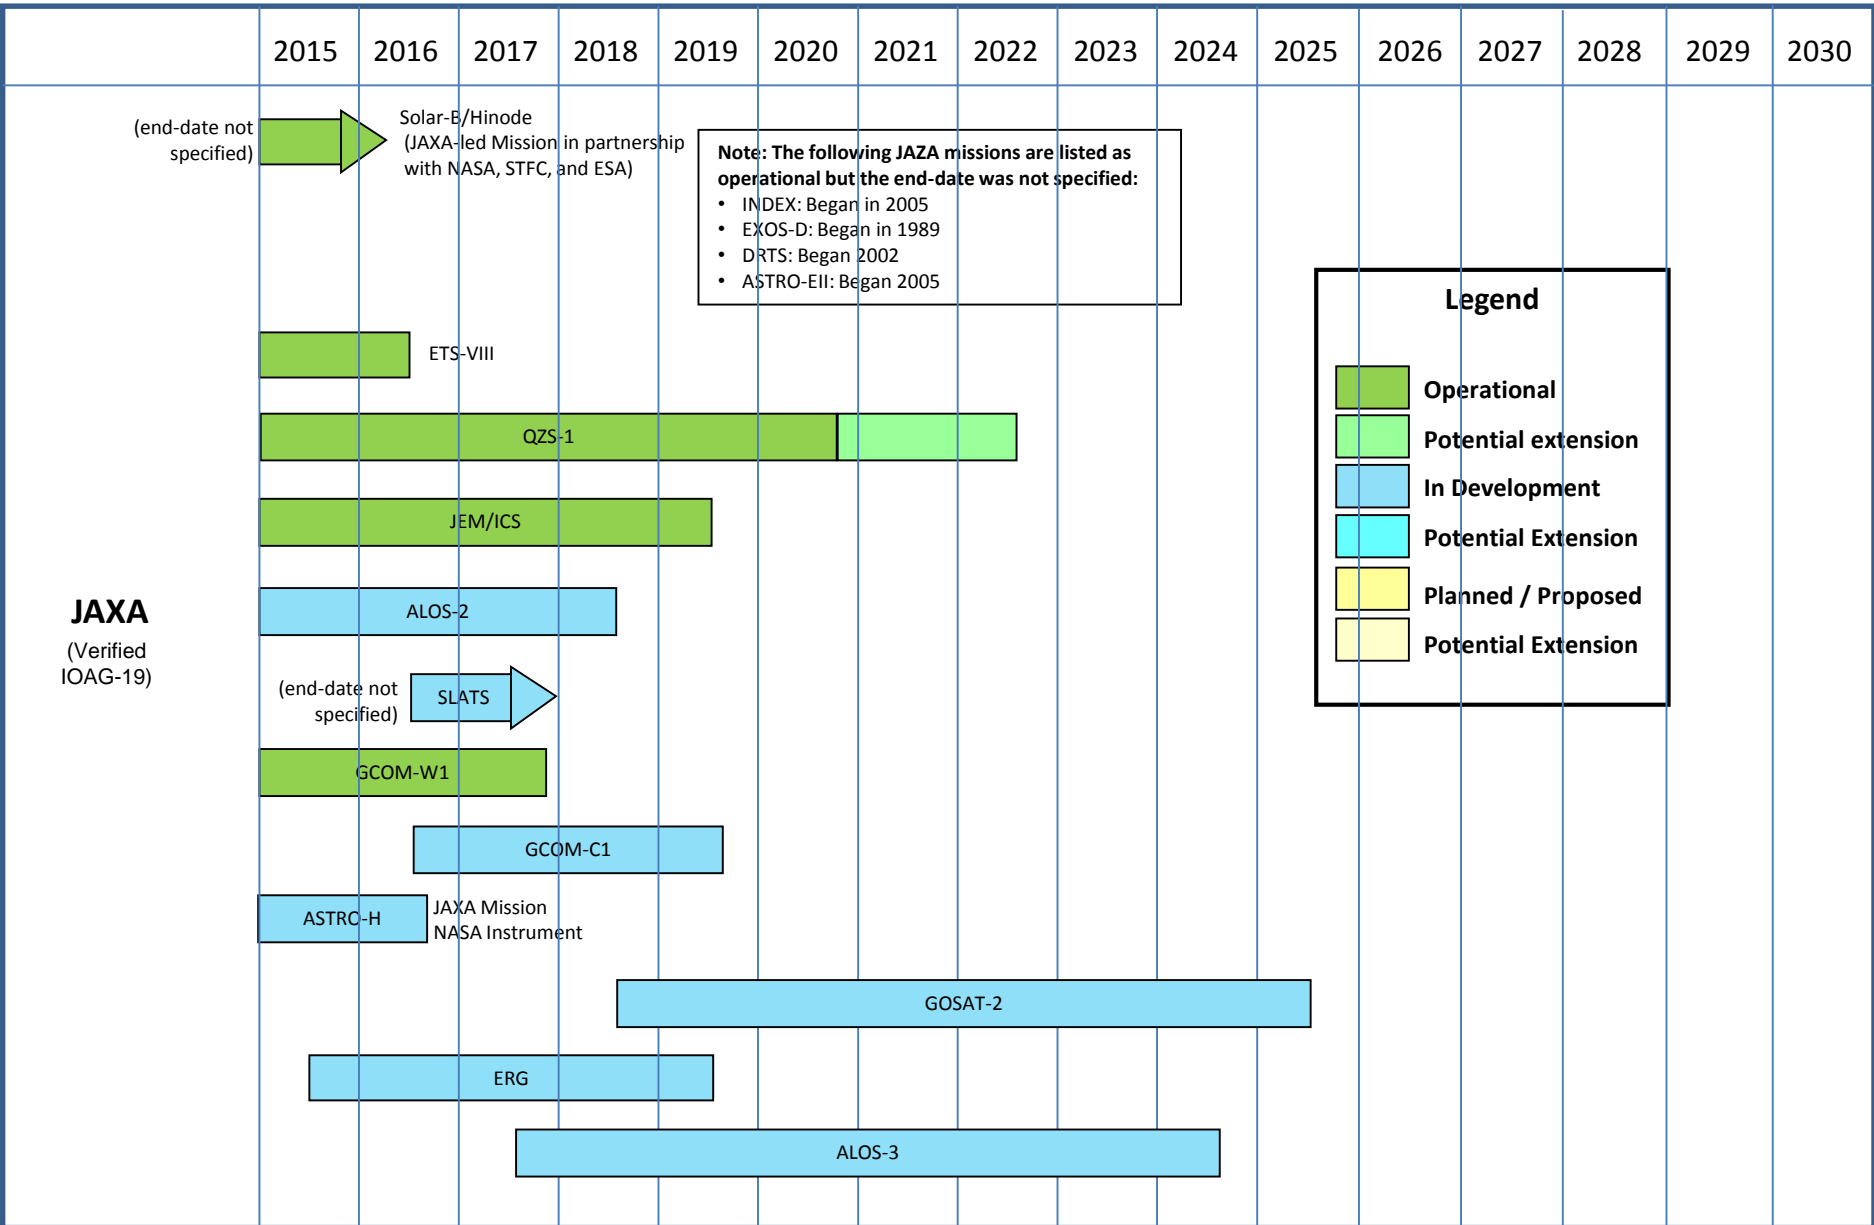 2015 2016 2017 2018 2019 2020 2021 2022 2023 2024 2025 2026 2027 2028 2029 2030
(end-date not
specified)
Solar-B/Hinode
(JAXA-led Mission in partnership
with NASA, STFC, and ESA)
Note: The following JAZA missions are listed as
operational but the end-date was not specified:
• INDEX: Began in 2005
• EXOS-D: Began in 1989
• DRTS: Began 2002
• ASTRO-EII: Began 2005
Legend
Operational
Potential extension
In Development
Potential Extension
Planned / Proposed
Potential Extension
ETS-VIII
QZS-1
JEM/ICS
JAXA
(Verified
IOAG-19)
ALOS-2
(end-date not
specified)
SLATS
GCOM-W1
GCOM-C1
ASTRO-H
JAXA Mission
NASA Instrument
GOSAT-2
ERG
ALOS-3